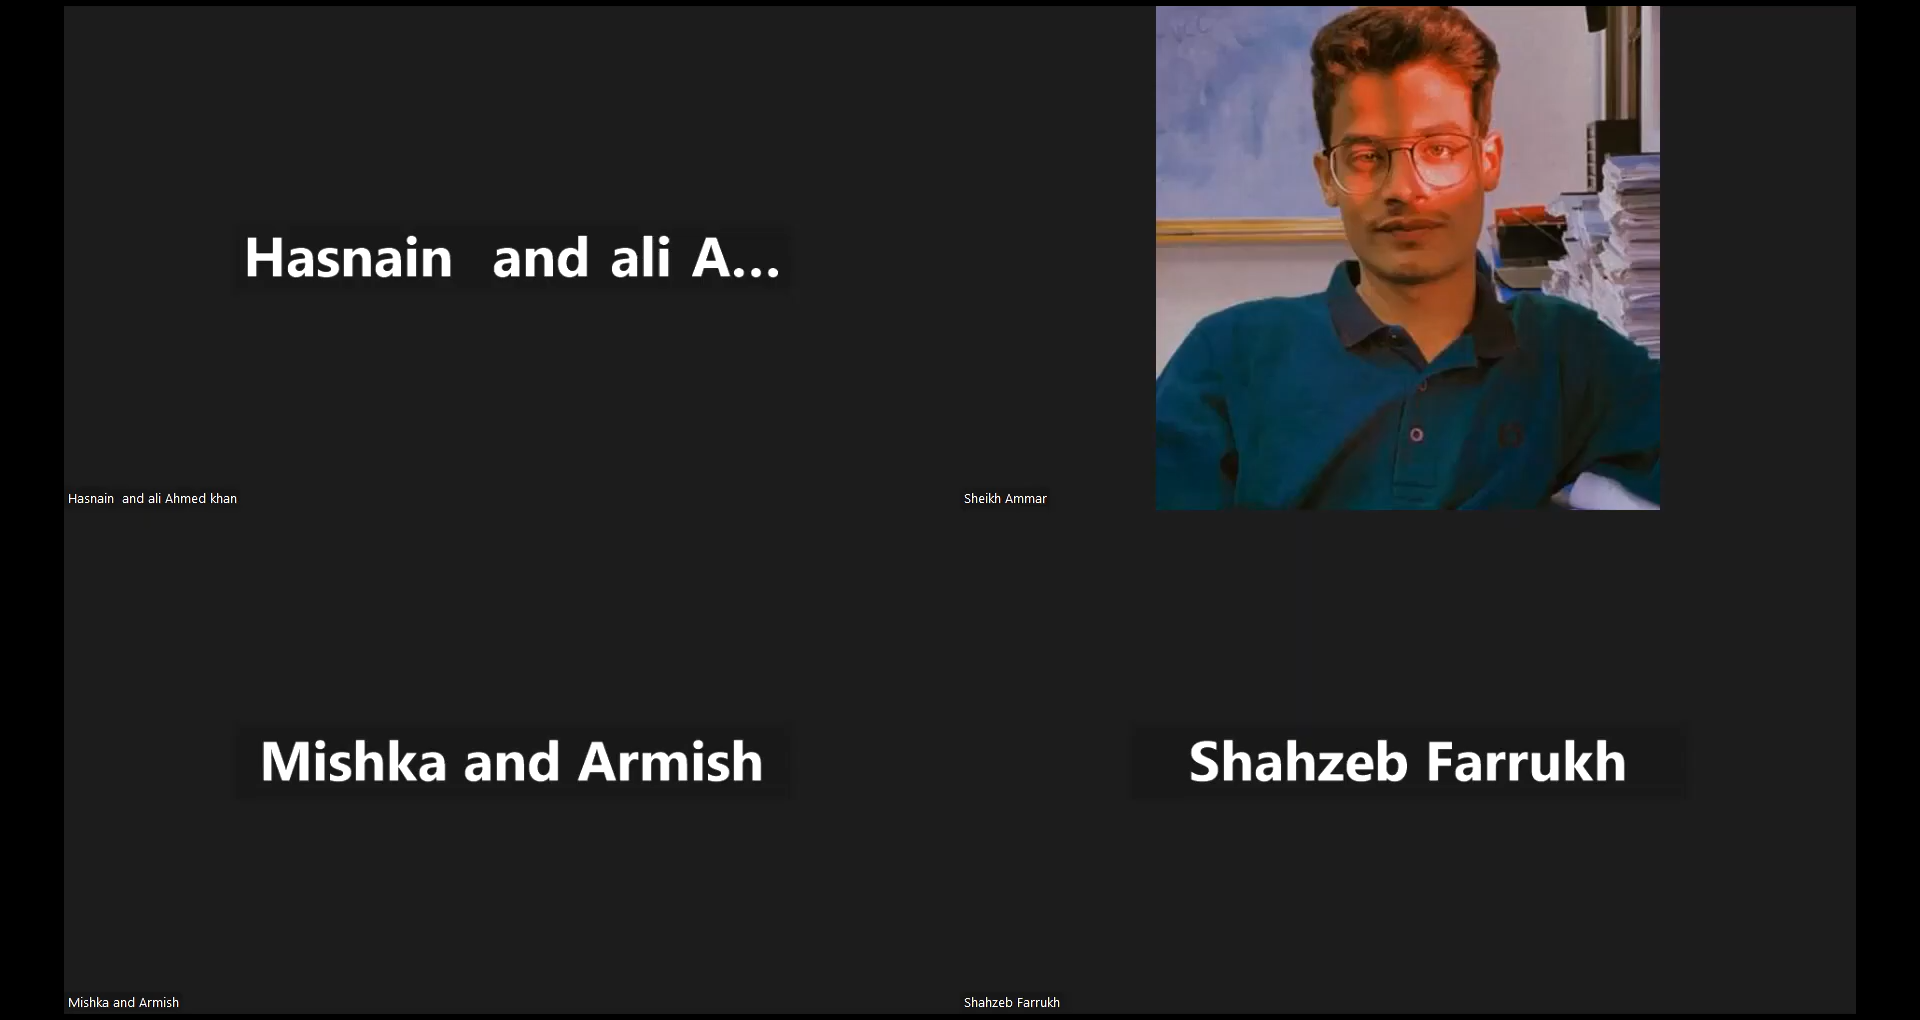 Hasnain  and ali A...
Hasnain  and ali Ahmed khan
Sheikh Ammar
Mishka and Armish
Shahzeb Farrukh
Mishka and Armish
Shahzeb Farrukh